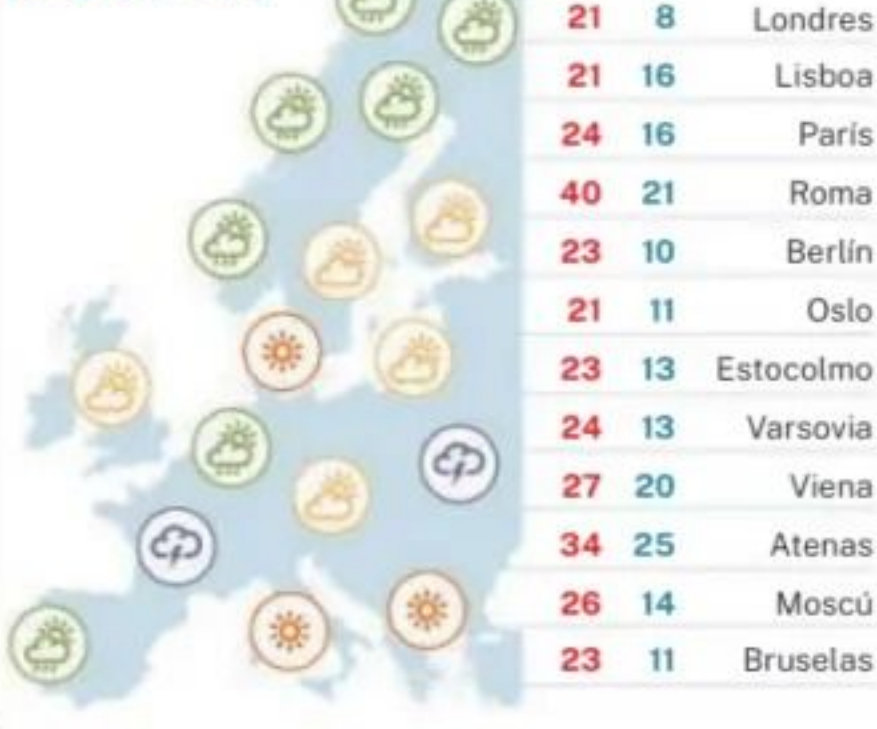 21 8 Londres
21 16 Lisboa
24 16 París
40 21 Roma
23 10 Berlín
21 11 Oslo
23 13 Estocolmo
24 13 Varsovia
27 20 Viena
34 25 Atenas
26 14 Moscú
23 11 Bruselas